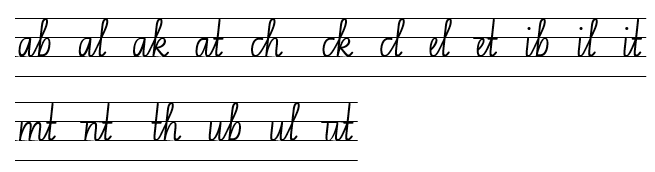 ab al ak at ch ck cl el et ib il it
mt nt th ub ul ut